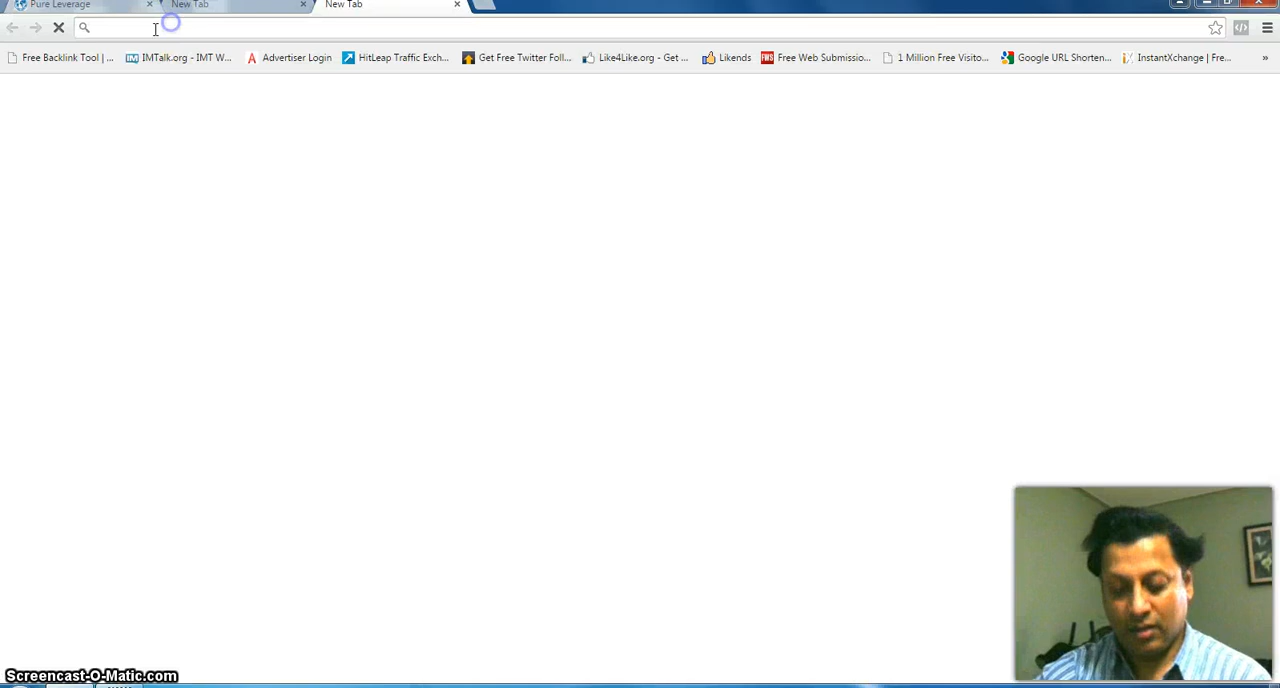 Pure Leverage
New Tab
New Tab
Free Backlink Tool | ...
IM IMTalk.org - IMT W...
A Advertiser Login
HitLeap Traffic Exch...
Get Free Twitter Foll...
Like4Like.org - Get ...
Likends
FWS Free Web Submissio...
1 Million Free Visito...
Google URL Shorten...
InstantXchange | Fre...
Screencast-O-Matic.com